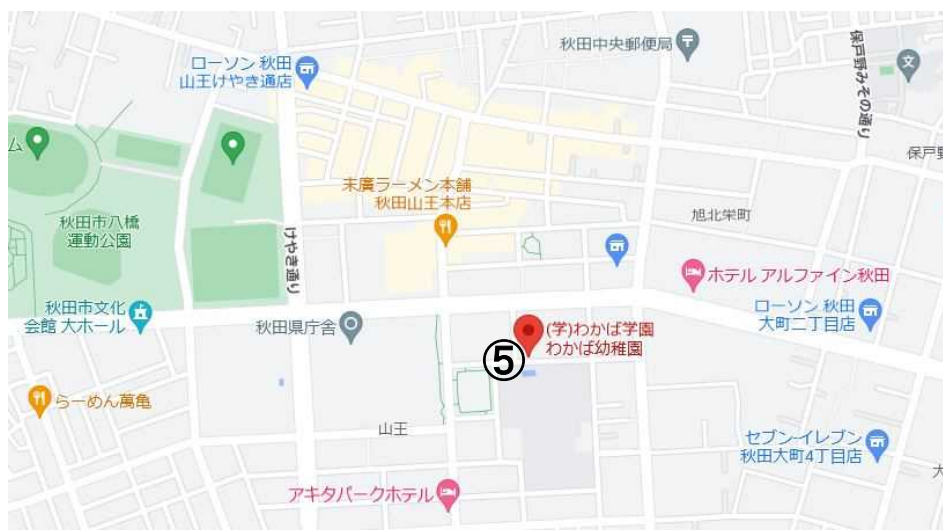 秋田中央郵便局
ローソン 秋田
山王けやき通店
保戸野みその通り
文
ム
保戸野
末廣ラーメン本舗
秋田山王本店
秋田市八橋
運動公園
旭北栄町
けやき通り
ホテル アルファイン秋田
秋田市文化
会館 大ホール
秋田県庁舎
ローソン 秋田
大町二丁目店
(学)わかば学園
わかば幼稚園
⑤
らーめん萬亀
山王
セブン-イレブン
秋田大町4丁目店
大
アキタパークホテル